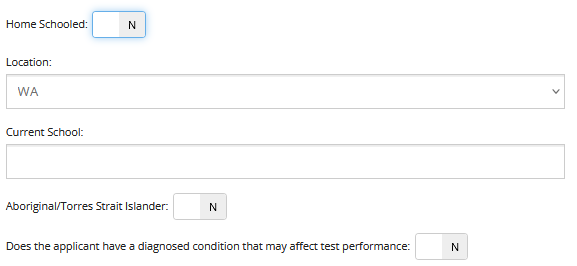 Home Schooled: N
Location:
WA
Current School:
Aboriginal/Torres Strait Islander: N
Does the applicant have a diagnosed condition that may affect test performance: N